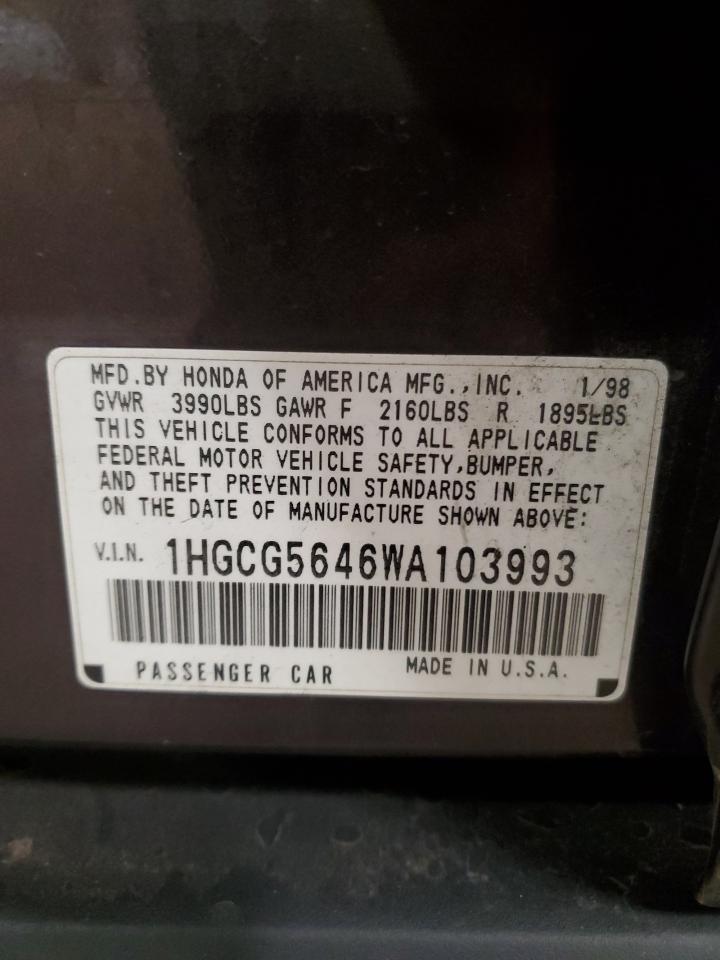 MFD.BY HONDA OF AMERICA MFG.,INC. 1/98
GVWR 3990LBS GAWR F 2160LBS R 1895LBS
THIS VEHICLE CONFORMS TO ALL APPLICABLE
FEDERAL MOTOR VEHICLE SAFETY,BUMPER,
AND THEFT PREVENTION STANDARDS IN EFFECT
ON THE DATE OF MANUFACTURE SHOWN ABOVE:
V.I.N. 1HGCG5646WA103993
PASSENGER CAR MADE IN U.S.A.